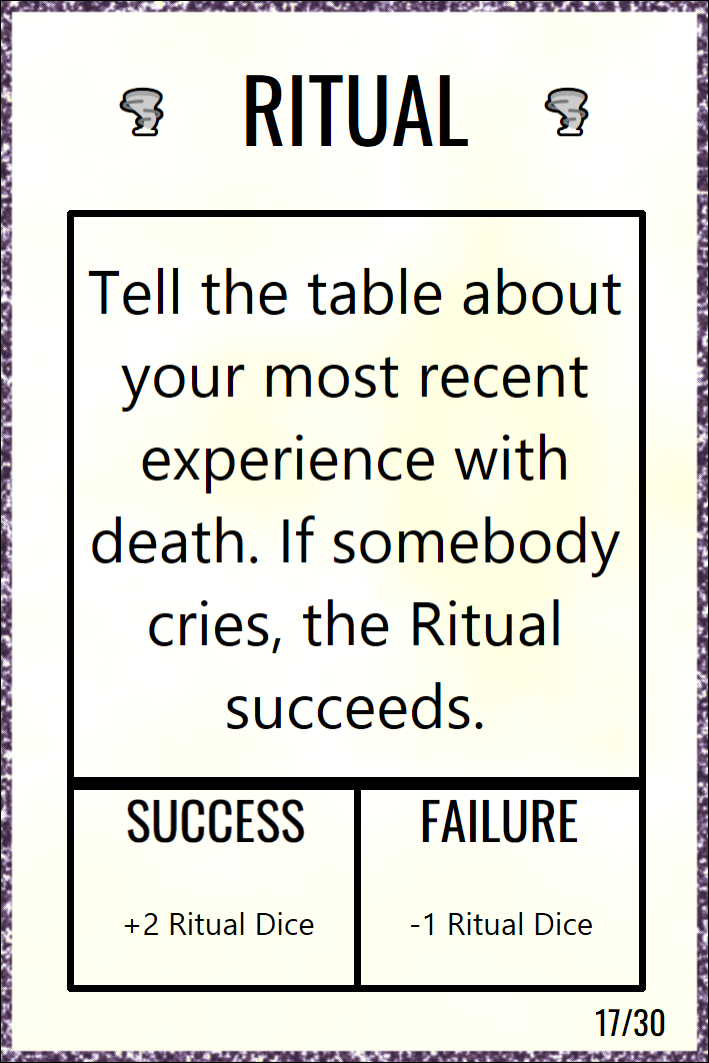 RITUAL
Tell the table about
your most recent
experience with
death. If somebody
cries, the Ritual
succeeds.
SUCCESS
FAILURE
+2 Ritual Dice
-1 Ritual Dice
17/30